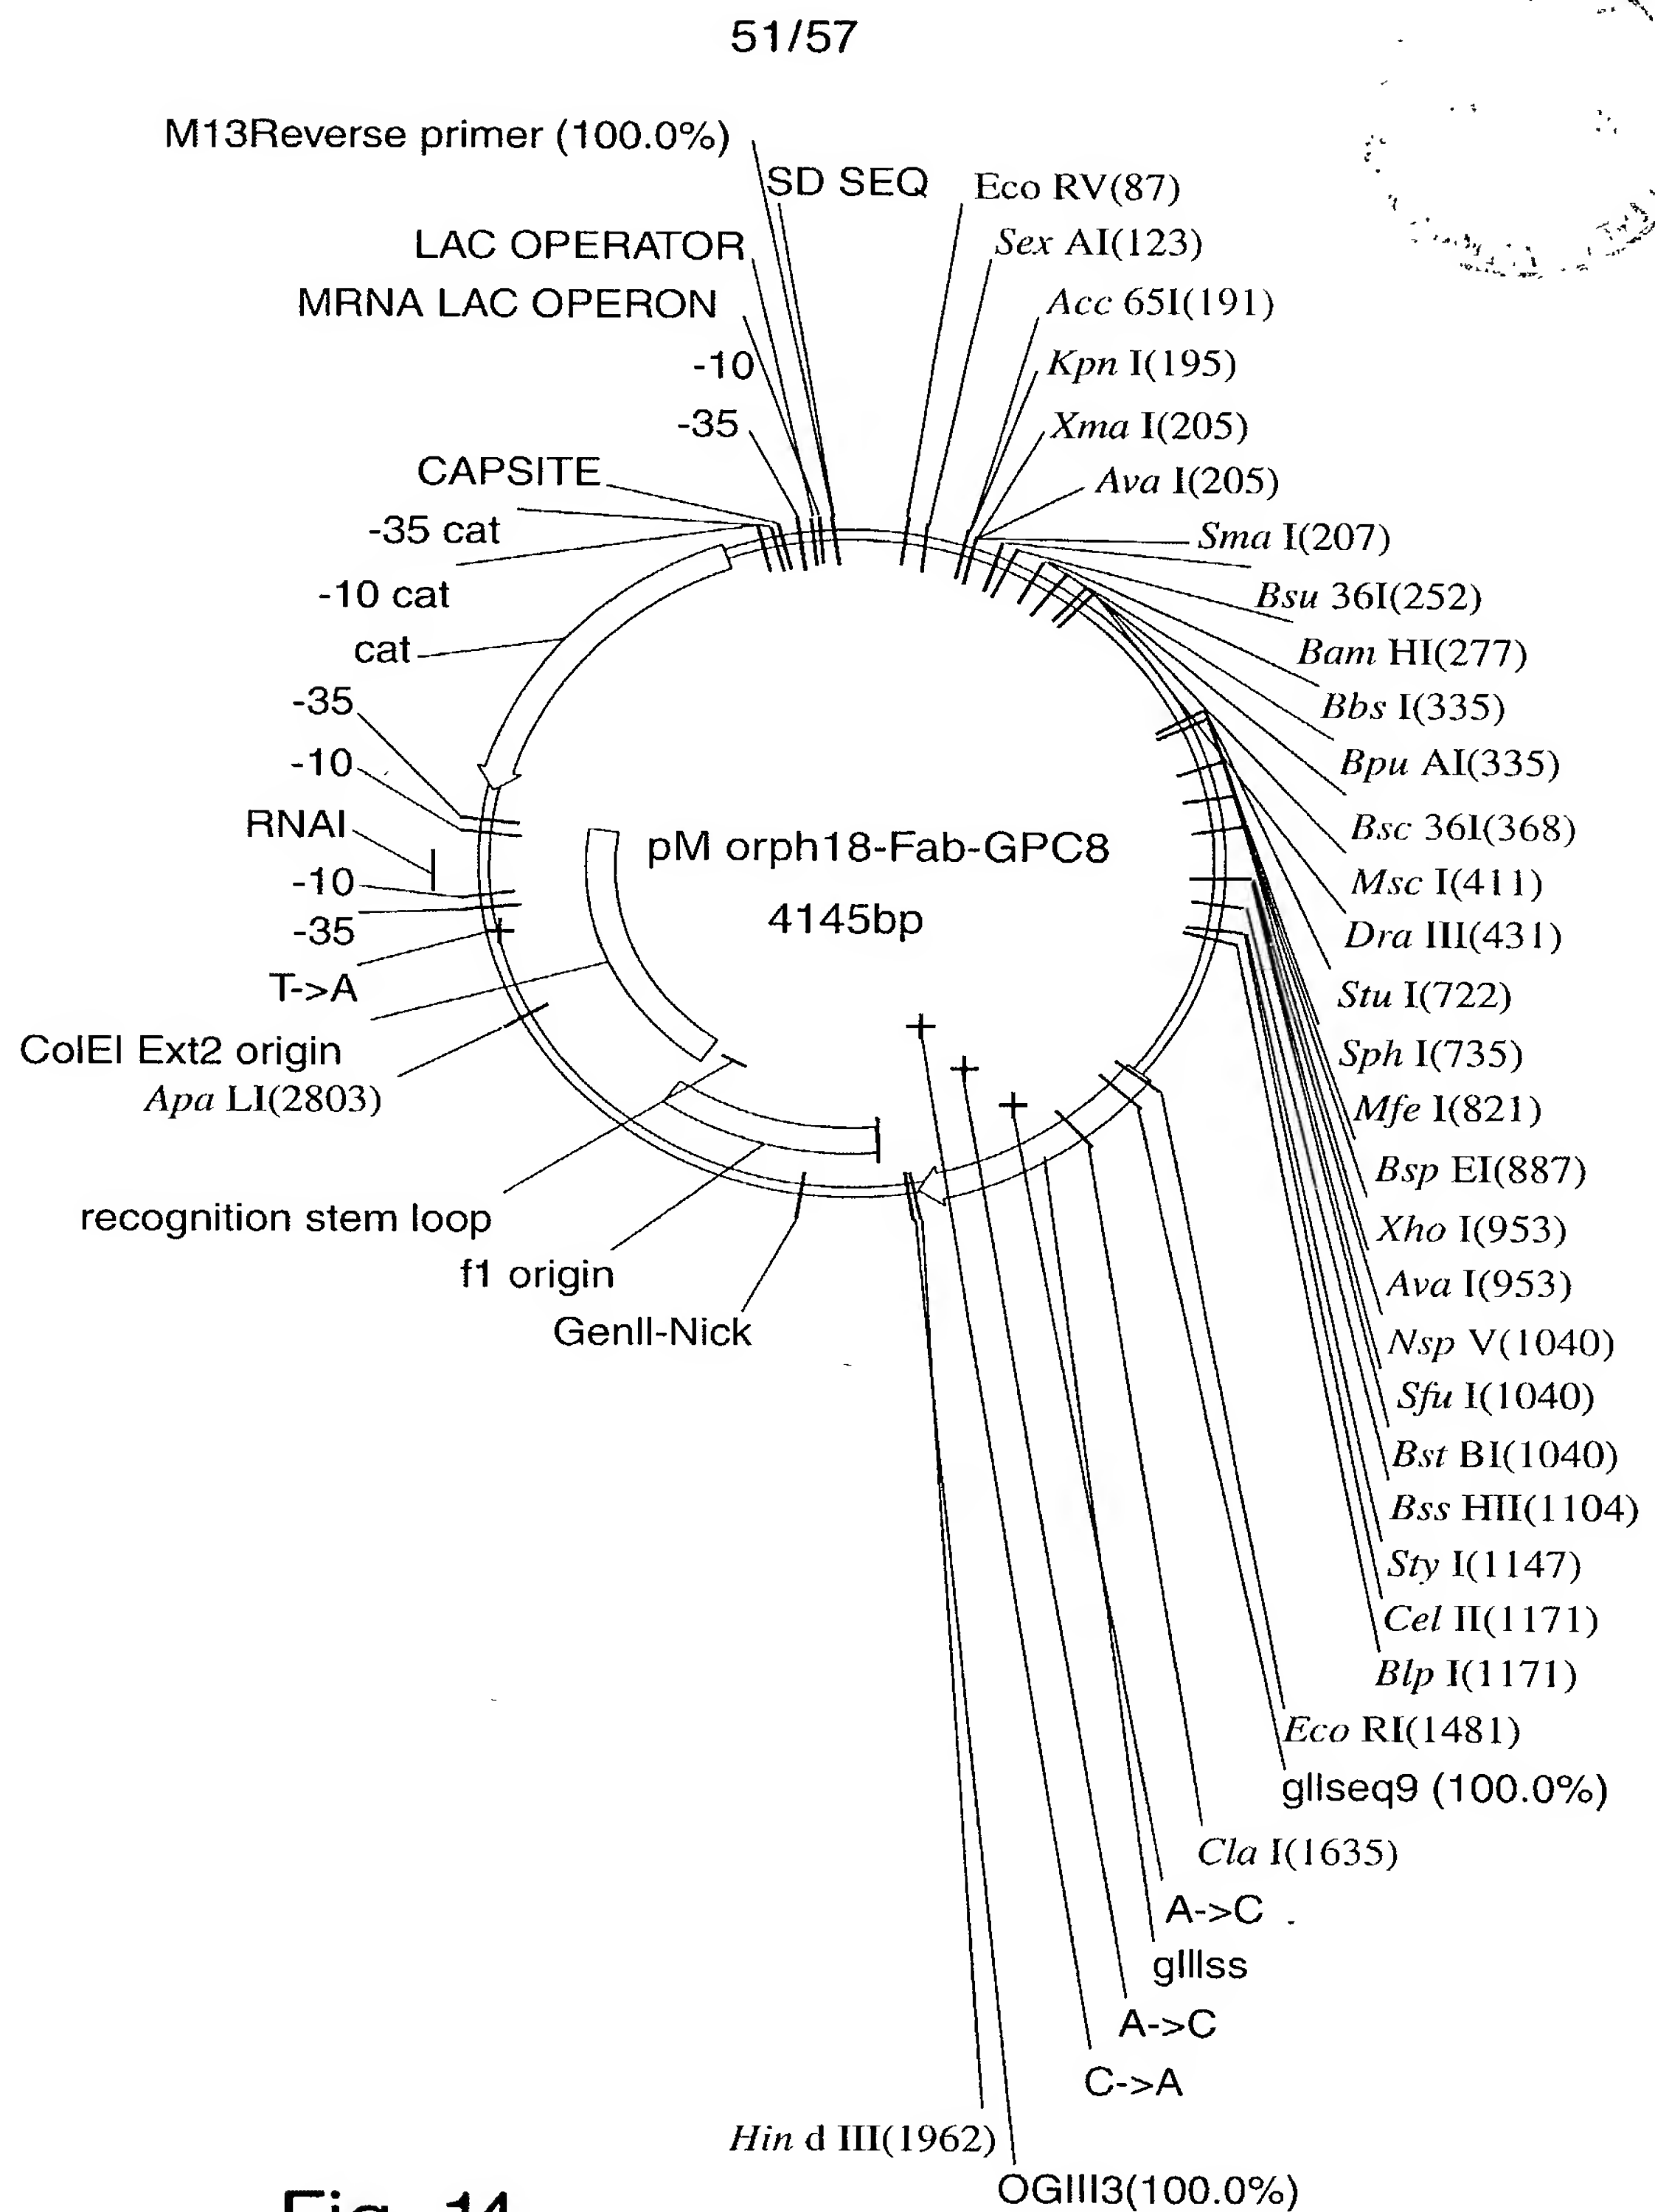 51/57
M13Reverse primer (100.0%)
SD SEQ
LAC OPERATOR
MRNA LAC OPERON
-10
-35
CAPSITE
-35 cat
-10 cat
cat
-35
-10
RNAI
-10
-35
T->A
ColEI Ext2 origin
Apa LI(2803)
recognition stem loop
f1 origin
GenII-Nick
pM orph18-Fab-GPC8
4145bp
Eco RV(87)
Sex AI(123)
Acc 65I(191)
Kpn I(195)
Xma I(205)
Ava I(205)
Sma I(207)
Bsu 36I(252)
Bam HI(277)
Bbs I(335)
Bpu AI(335)
Bsc 36I(368)
Msc I(411)
Dra III(431)
Stu I(722)
Sph I(735)
Mfe I(821)
Bsp EI(887)
Xho I(953)
Ava I(953)
Nsp V(1040)
Sfu I(1040)
Bst BI(1040)
Bss HII(1104)
Sty I(1147)
Cel II(1171)
Blp I(1171)
Eco RI(1481)
gIIseq9 (100.0%)
Cla I(1635)
A->C
gIIIss
A->C
C->A
Hin d III(1962)
OGIII3(100.0%)
Fig. 14